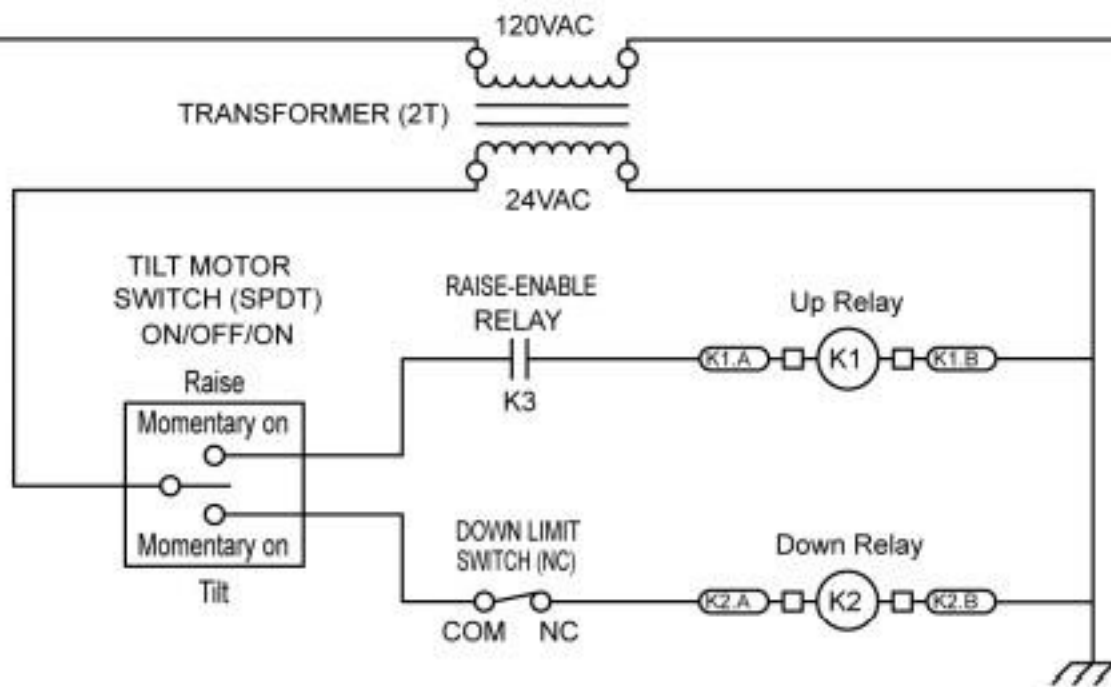 120VAC
TRANSFORMER (2T)
24VAC
TILT MOTOR
SWITCH (SPDT)
ON/OFF/ON
RAISE-ENABLE
RELAY
Up Relay
K1.A
K1
K1.B
K3
Raise
Momentary on
Momentary on
Tilt
DOWN LIMIT
SWITCH (NC)
Down Relay
K2.A
K2
K2.B
COM NC